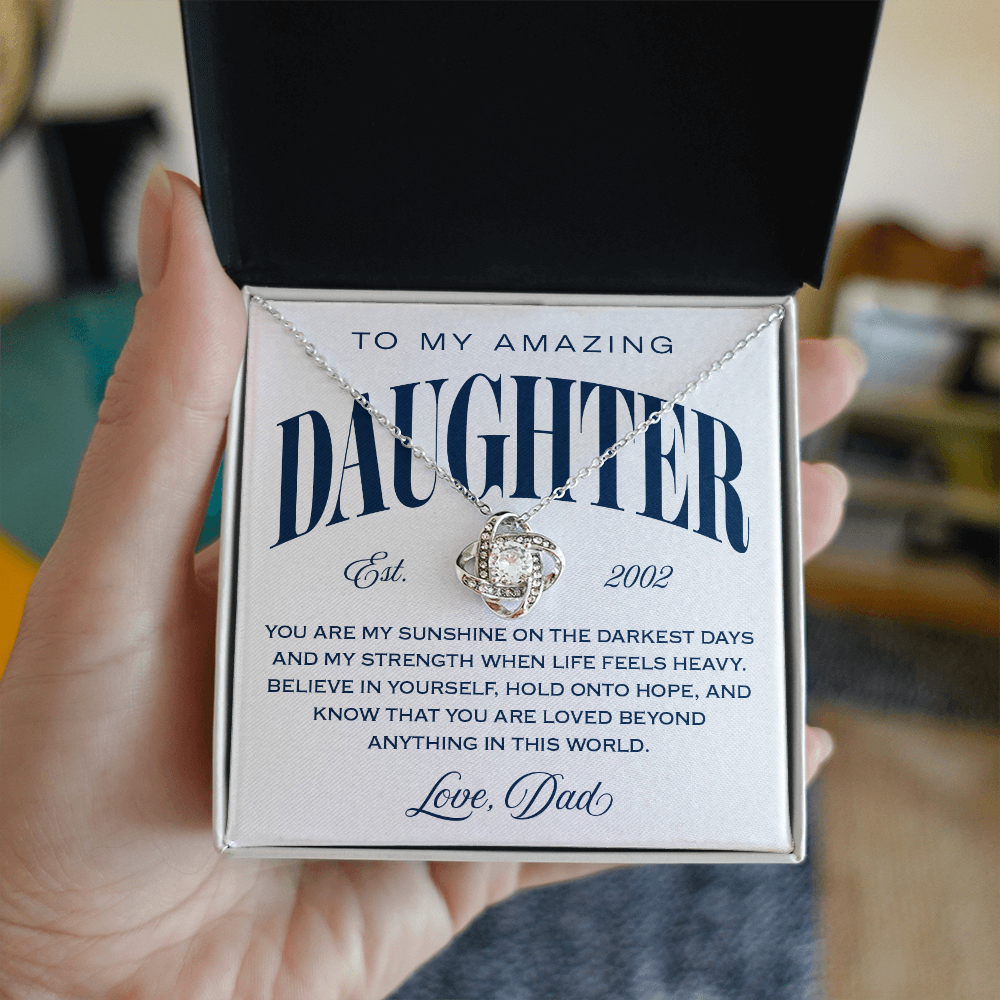 TO MY AMAZING
DAUGHTER
Est. 2002
YOU ARE MY SUNSHINE ON THE DARKEST DAYS
AND MY STRENGTH WHEN LIFE FEELS HEAVY.
BELIEVE IN YOURSELF, HOLD ONTO HOPE, AND
KNOW THAT YOU ARE LOVED BEYOND
ANYTHING IN THIS WORLD.
Love, Dad